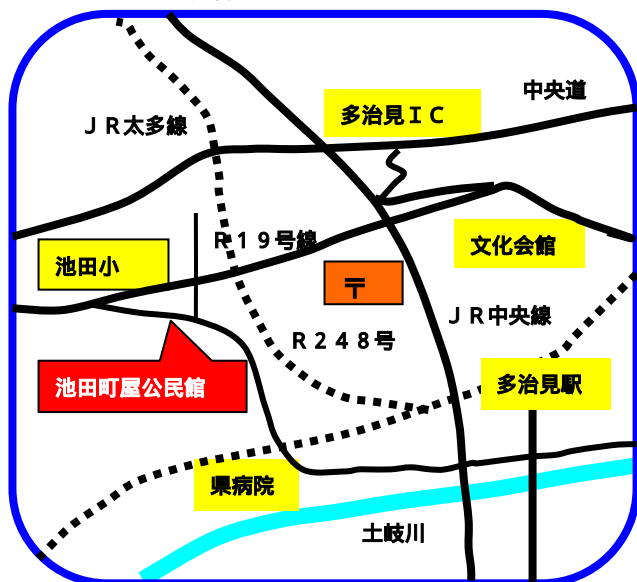 中央道
多治見ＩＣ
ＪＲ太多線
Ｒ１９号線
文化会館
池田小
〒
ＪＲ中央線
Ｒ２４８号
池田町屋公民館
多治見駅
県病院
土岐川